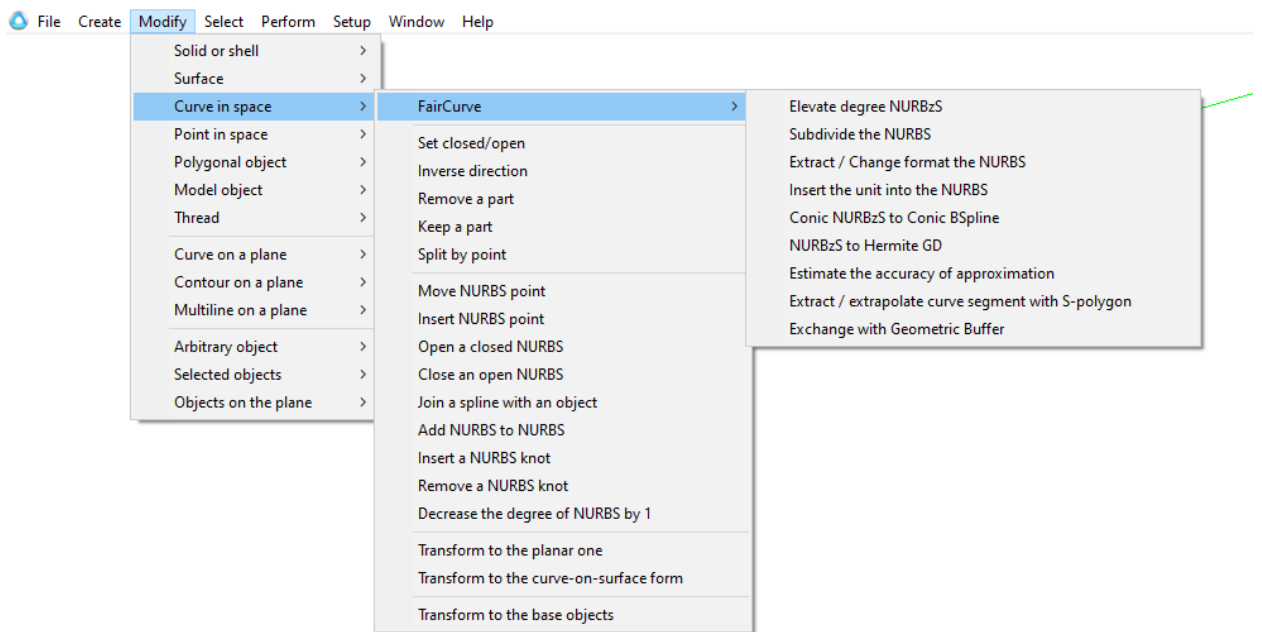 File Create Modify Select Perform Setup Window Help
Solid or shell
Surface
Curve in space
Point in space
Polygonal object
Model object
Thread
Curve on a plane
Contour on a plane
Multiline on a plane
Arbitrary object
Selected objects
Objects on the plane
FairCurve
Set closed/open
Inverse direction
Remove a part
Keep a part
Split by point
Move NURBS point
Insert NURBS point
Open a closed NURBS
Close an open NURBS
Join a spline with an object
Add NURBS to NURBS
Insert a NURBS knot
Remove a NURBS knot
Decrease the degree of NURBS by 1
Transform to the planar one
Transform to the curve-on-surface form
Transform to the base objects
Elevate degree NURBzS
Subdivide the NURBS
Extract / Change format the NURBS
Insert the unit into the NURBS
Conic NURBzS to Conic BSpline
NURBzS to Hermite GD
Estimate the accuracy of approximation
Extract / extrapolate curve segment with S-polygon
Exchange with Geometric Buffer